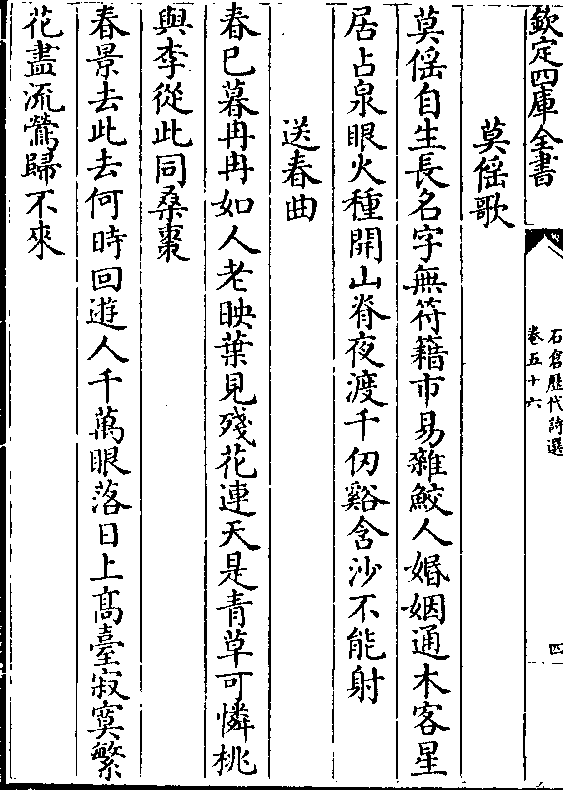 欽定四庫全書
石倉歷代詩選
卷五十六
四
莫傜歌
莫傜自生長名字無符籍市易雜鮫人婚姻通木客星
居占泉眼火種開山脊夜渡千仞谿含沙不能射
送春曲
春已暮冉冉如人老映葉見殘花連天是青草可憐桃
與李從此同桑棗
春景去此去何時回遊人千萬眼落日上高臺寂寞繁
花盡流鶯歸不來